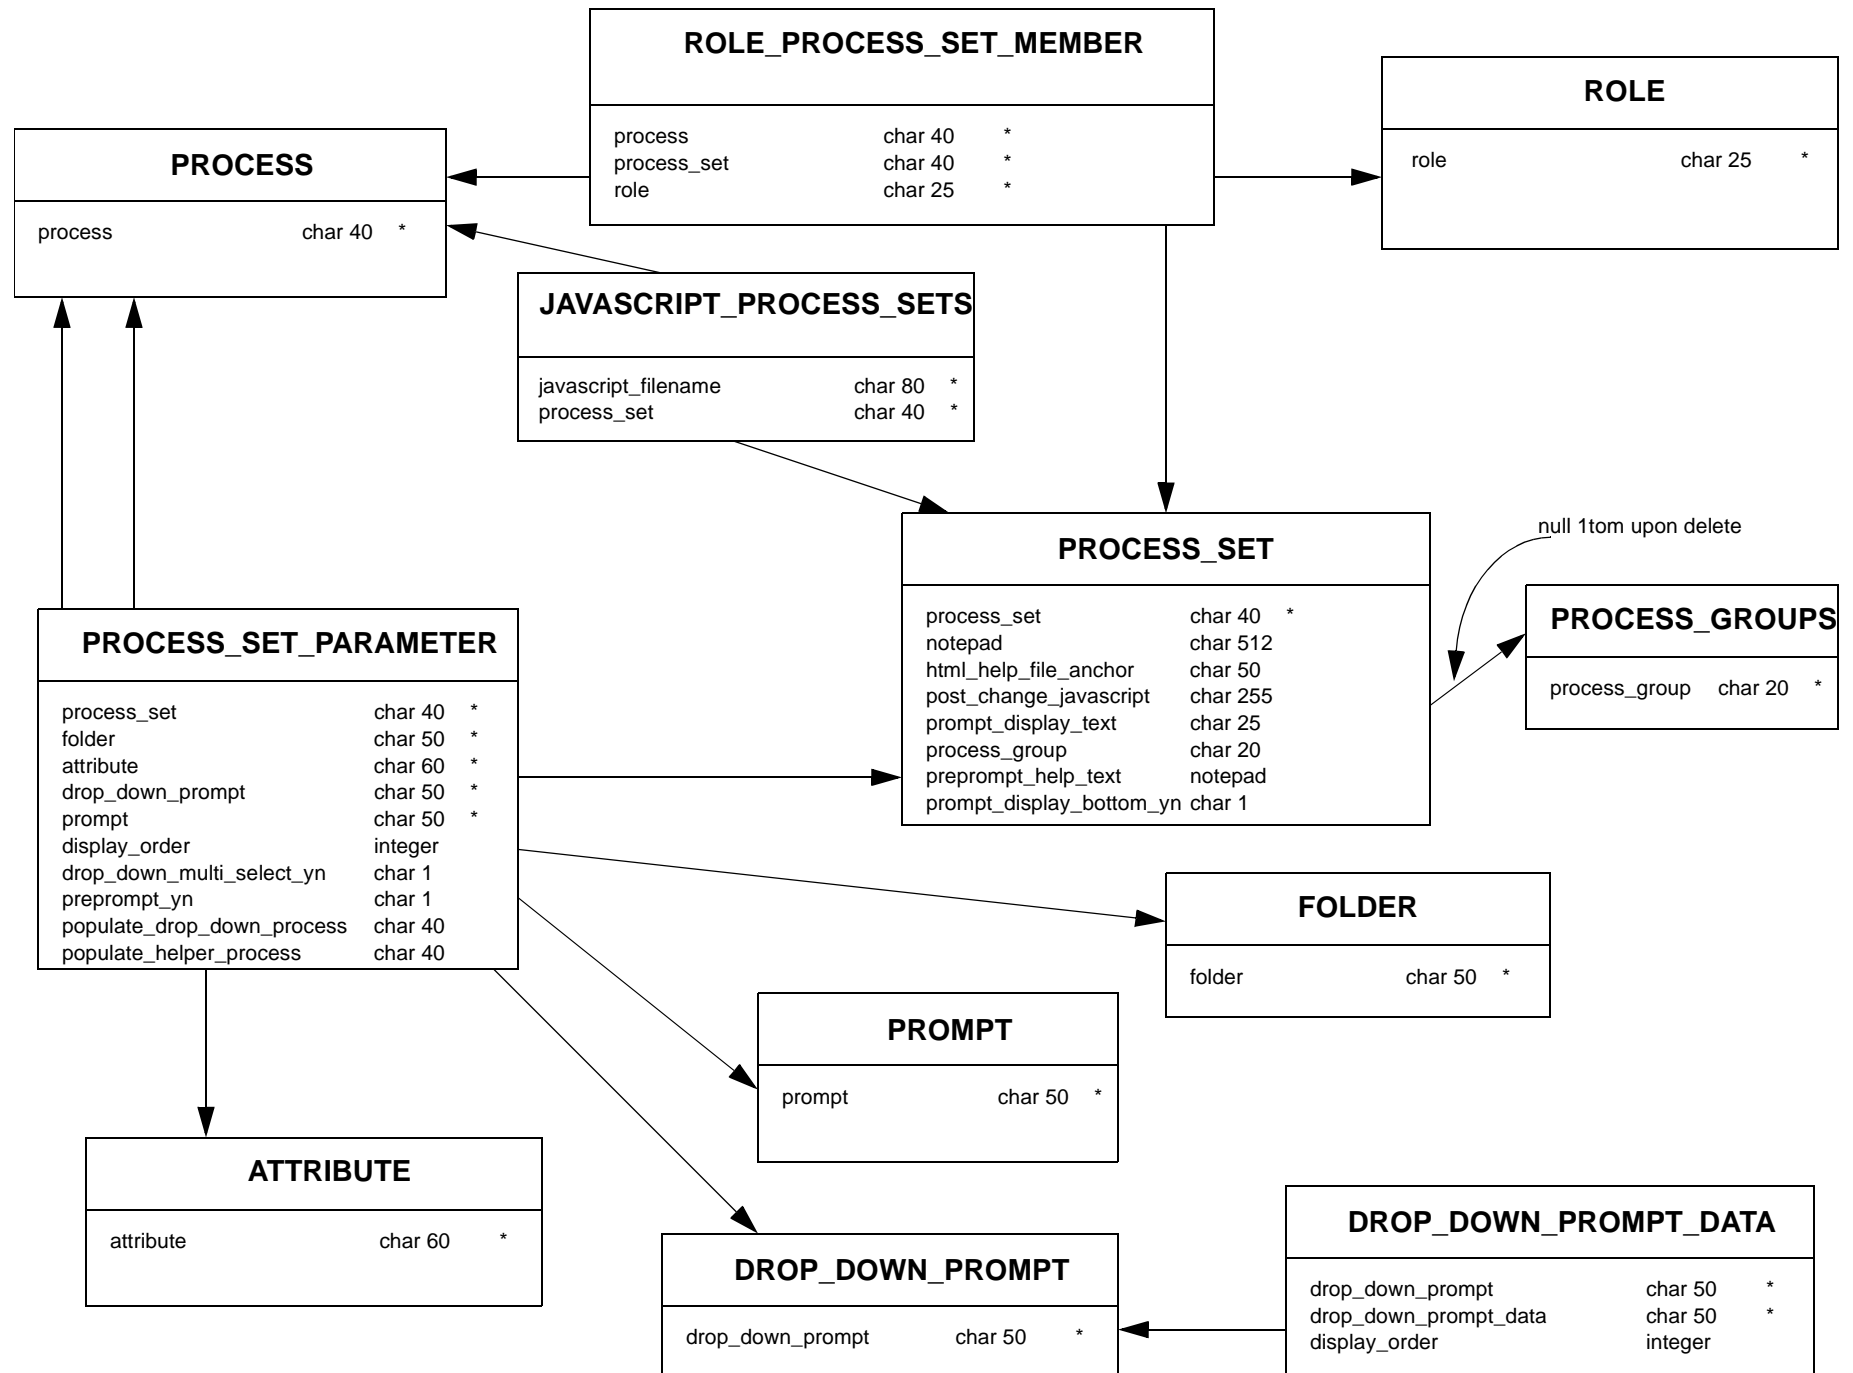 ROLE_PROCESS_SET_MEMBER
process char 40 *
process_set char 40 *
role char 25 *
ROLE
role char 25 *
PROCESS
process char 40 *
JAVASCRIPT_PROCESS_SETS
javascript_filename char 80 *
process_set char 40 *
PROCESS_SET
process_set char 40 *
notepad char 512
html_help_file_anchor char 50
post_change_javascript char 255
prompt_display_text char 25
process_group char 20
preprompt_help_text notepad
prompt_display_bottom_yn char 1
null 1tom upon delete
PROCESS_GROUPS
process_group char 20 *
PROCESS_SET_PARAMETER
process_set char 40 *
folder char 50 *
attribute char 60 *
drop_down_prompt char 50 *
prompt char 50 *
display_order integer
drop_down_multi_select_yn char 1
preprompt_yn char 1
populate_drop_down_process char 40
populate_helper_process char 40
FOLDER
folder char 50 *
PROMPT
prompt char 50 *
ATTRIBUTE
attribute char 60 *
DROP_DOWN_PROMPT
drop_down_prompt char 50 *
DROP_DOWN_PROMPT_DATA
drop_down_prompt char 50 *
drop_down_prompt_data char 50 *
display_order integer